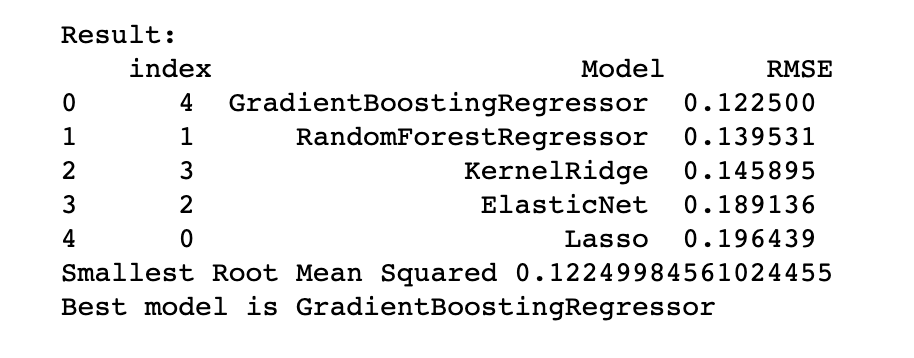 Result:
index Model RMSE
0 4 GradientBoostingRegressor 0.122500
1 1 RandomForestRegressor 0.139531
2 3 KernelRidge 0.145895
3 2 ElasticNet 0.189136
4 0 Lasso 0.196439
Smallest Root Mean Squared 0.12249984561024455
Best model is GradientBoostingRegressor